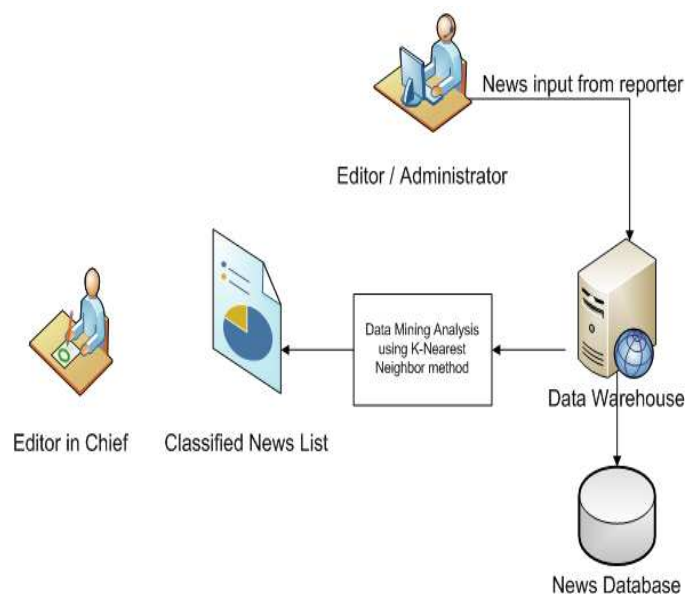 News input from reporter
Editor / Administrator
Data Mining Analysis
using K-Nearest
Neighbor method
Data Warehouse
Editor in Chief
Classified News List
News Database